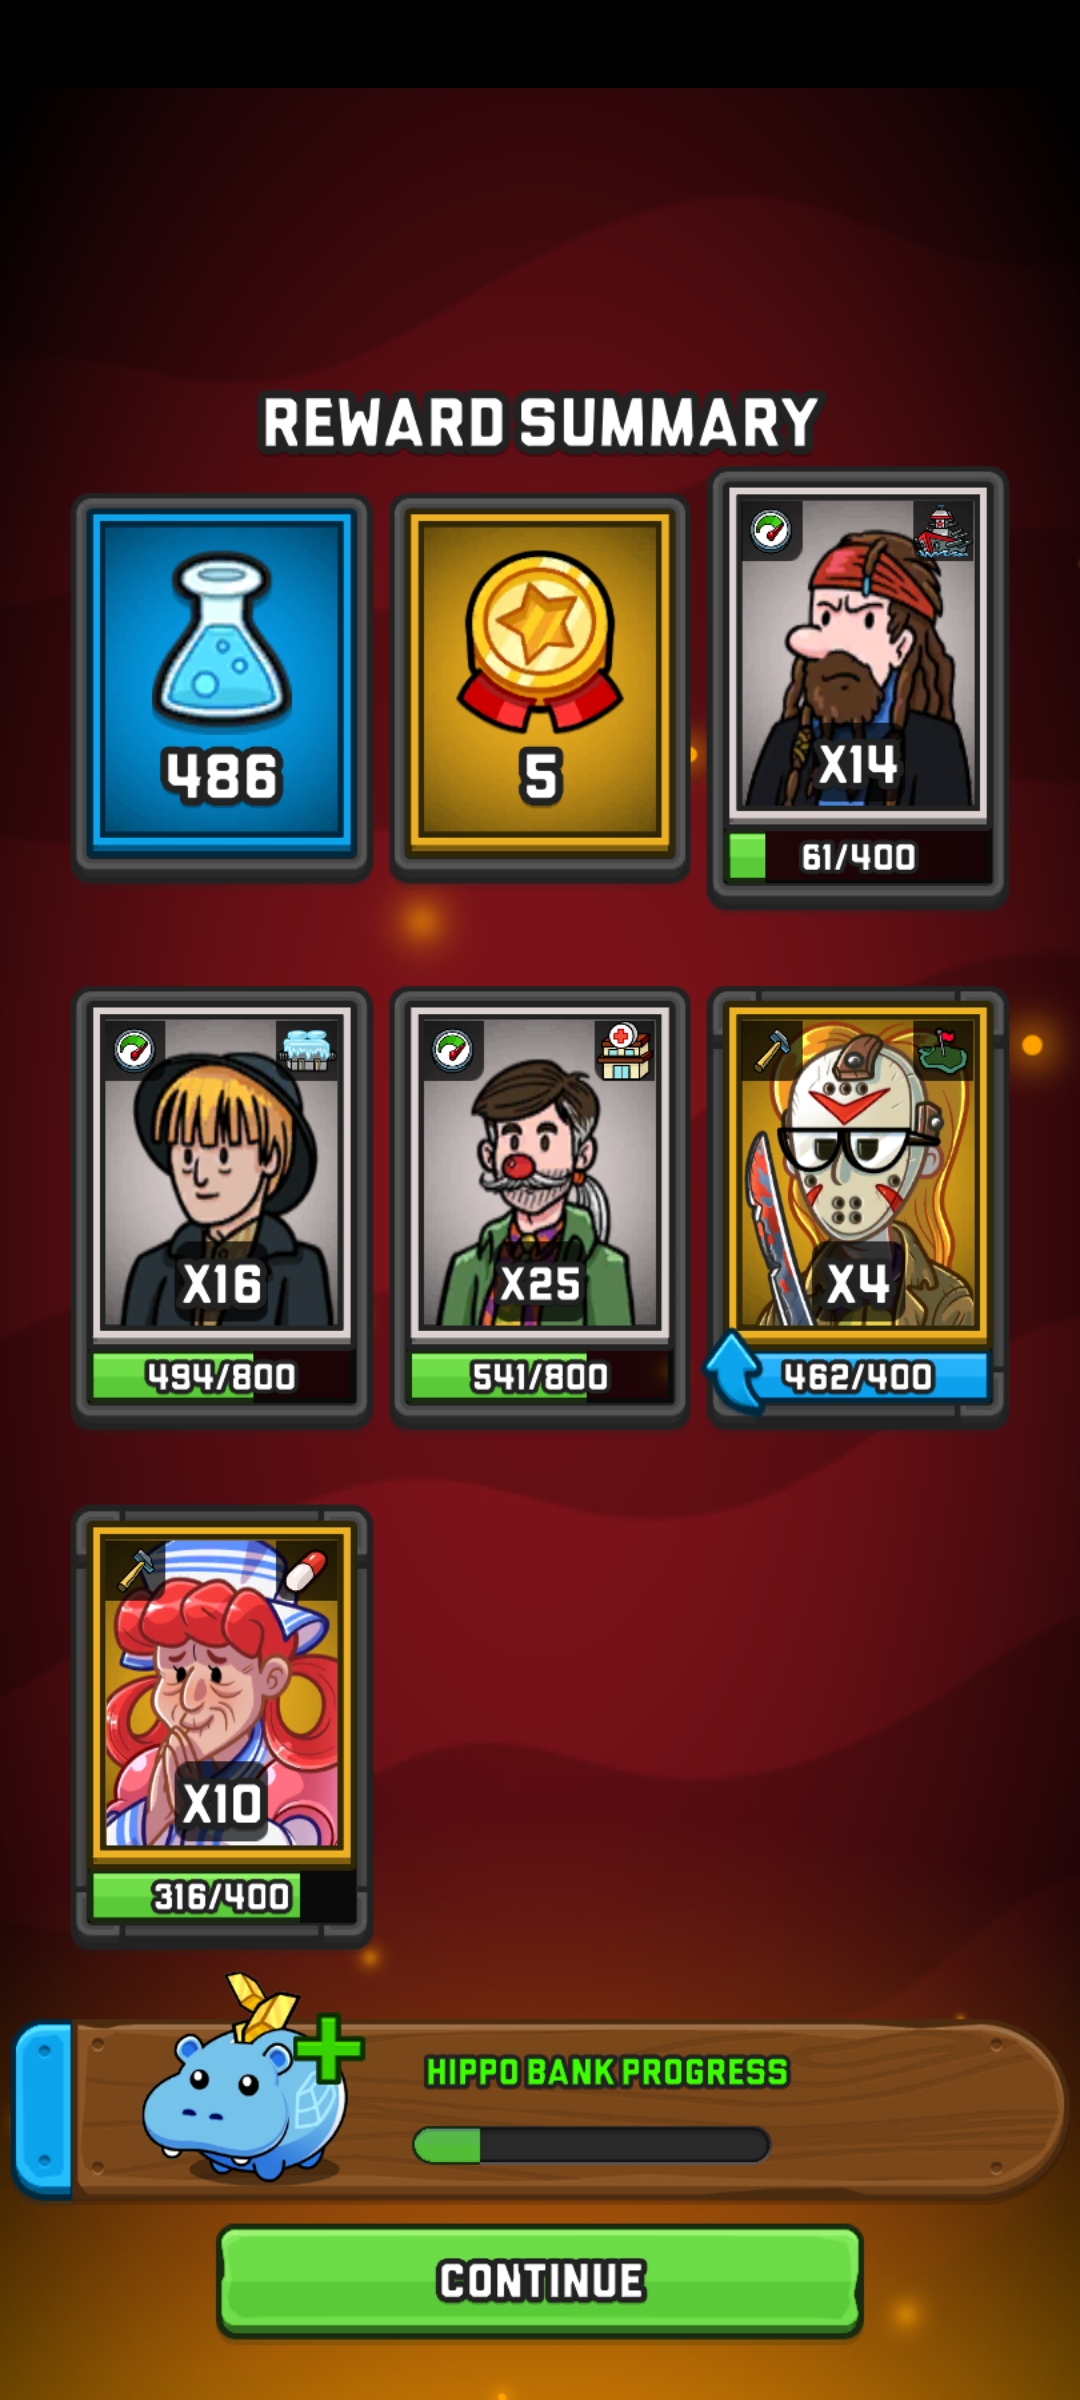 REWARD SUMMARY
486
5
X14
61/400
X16
494/800
X25
541/800
X4
462/400
X10
316/400
HIPPO BANK PROGRESS
CONTINUE